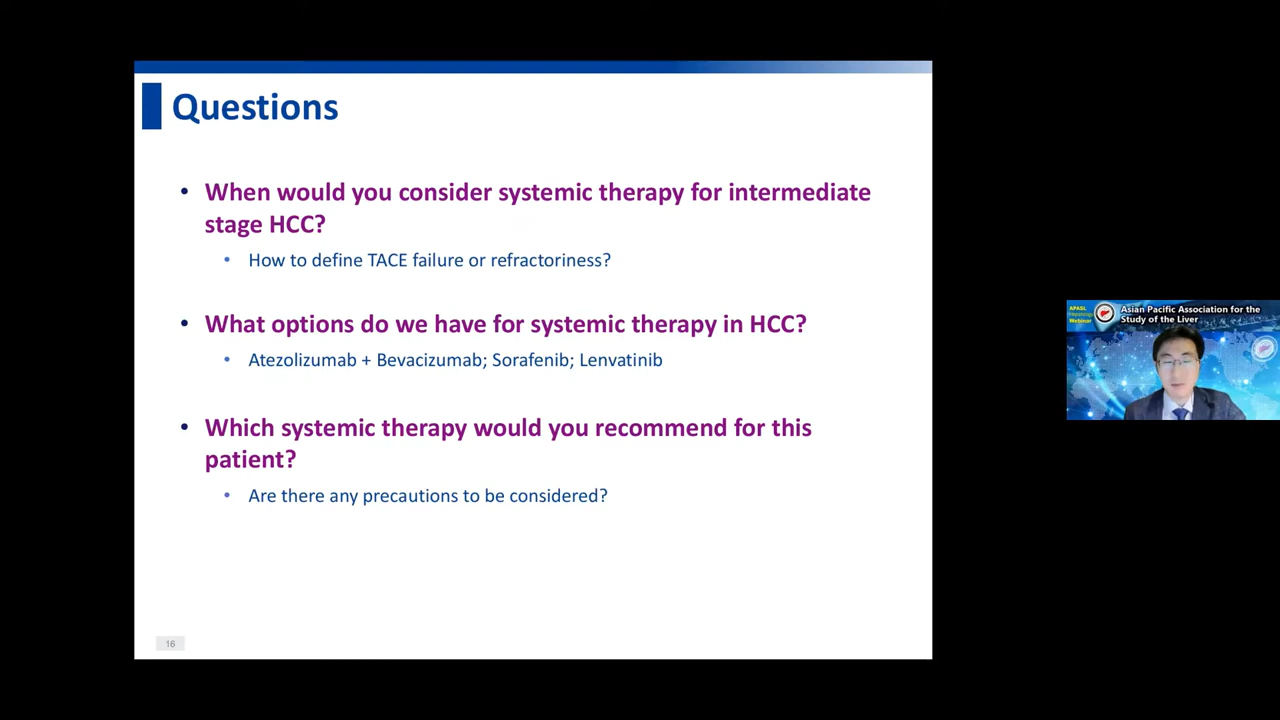 Questions
• When would you consider systemic therapy for intermediate
stage HCC?
• How to define TACE failure or refractoriness?
• What options do we have for systemic therapy in HCC?
• Atezolizumab + Bevacizumab; Sorafenib; Lenvatinib
• Which systemic therapy would you recommend for this
patient?
• Are there any precautions to be considered?
16
APASL
Hepatology
Webinar
Asian Pacific Association for the
Study of the Liver